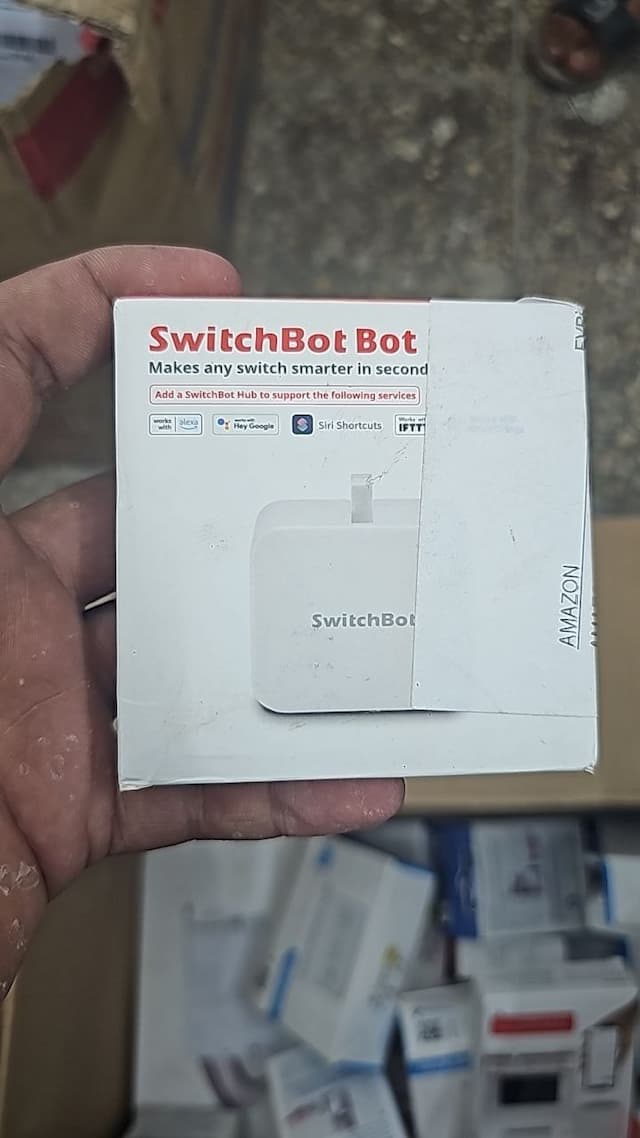 SwitchBot Bot
Makes any switch smarter in second
Add a SwitchBot Hub to support the following services
works with alexa
works with Hey Google
Siri Shortcuts
Works wi
IFTT
SwitchBot
AMAZON